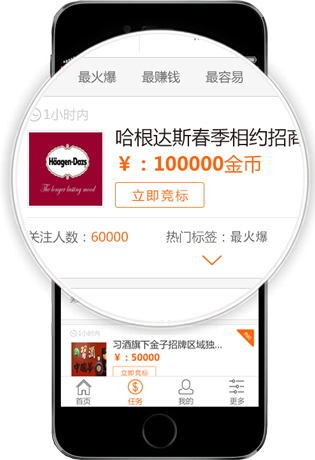 最火爆 最赚钱 最容易
1小时内
哈根达斯春季相约招商
Häagen-Dazs
The longer lasting mood
¥：100000金币
立即竞标
关注人数：60000 热门标签：最火爆
1小时内
习酒旗下金子招牌区域独...
¥：50000
立即竞标
首页 任务 我的 更多